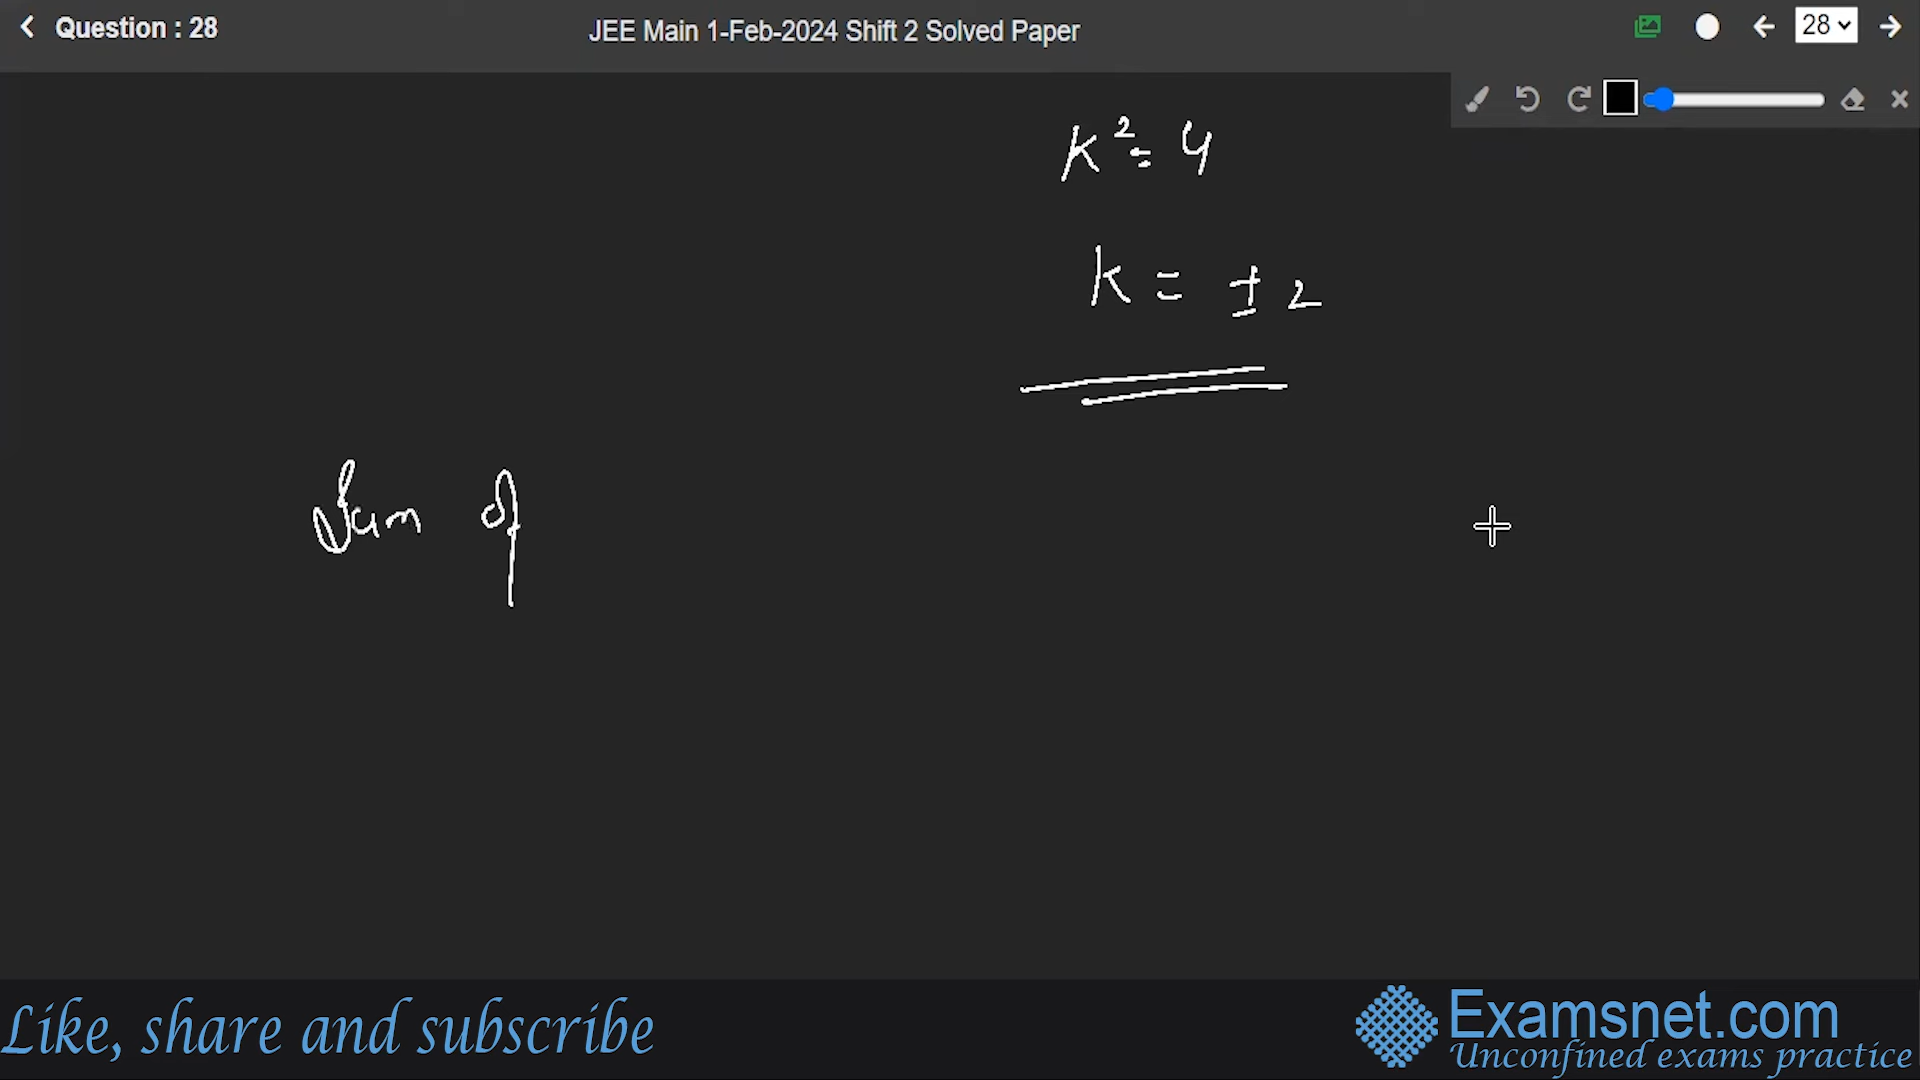 Question : 28
JEE Main 1-Feb-2024 Shift 2 Solved Paper
28
k² = 4
k = ± 2
Sum of
Like, share and subscribe
Examsnet.com
Unconfined exams practice